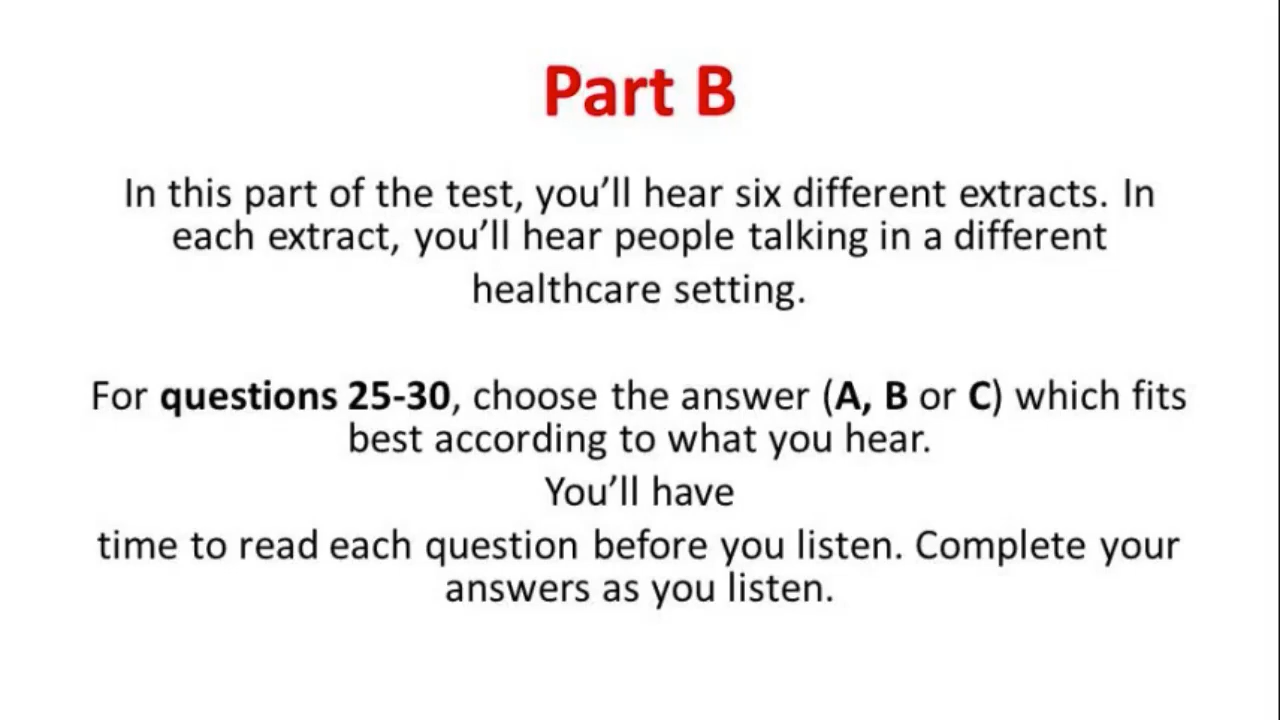 Part B
In this part of the test, you’ll hear six different extracts. In
each extract, you’ll hear people talking in a different
healthcare setting.
For questions 25-30, choose the answer (A, B or C) which fits
best according to what you hear.
You’ll have
time to read each question before you listen. Complete your
answers as you listen.